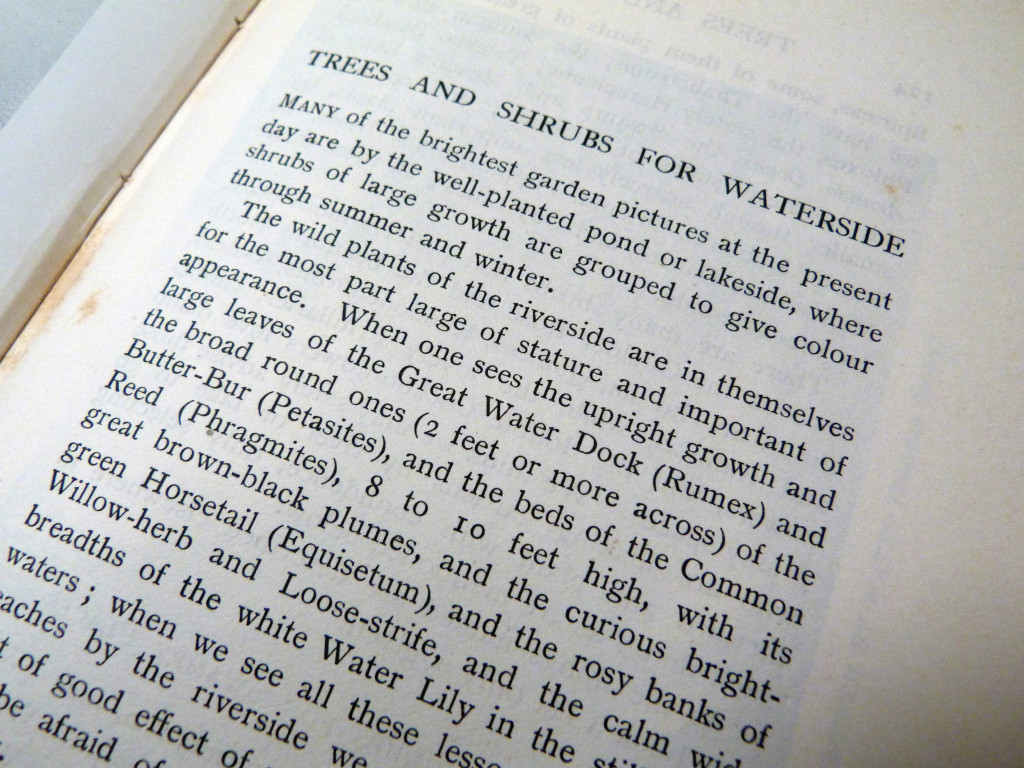 TREES AND SHRUBS FOR WATERSIDE
MANY of the brightest garden pictures at the present
day are by the well-planted pond or lakeside, where
shrubs of large growth are grouped to give colour
through summer and winter.
The wild plants of the riverside are in themselves
for the most part large of stature and important of
appearance. When one sees the upright growth and
large leaves of the Great Water Dock (Rumex) and
the broad round ones (2 feet or more across) of the
Butter-Bur (Petasites), and the beds of the Common
Reed (Phragmites), 8 to 10 feet high, with its
great brown-black plumes, and the curious bright-
green Horsetail (Equisetum), and the rosy banks of
Willow-herb and Loose-strife, and the calm
breadths of the white Water Lily in the
waters; when we see all these
by the riverside we
of good effect of
be afraid of